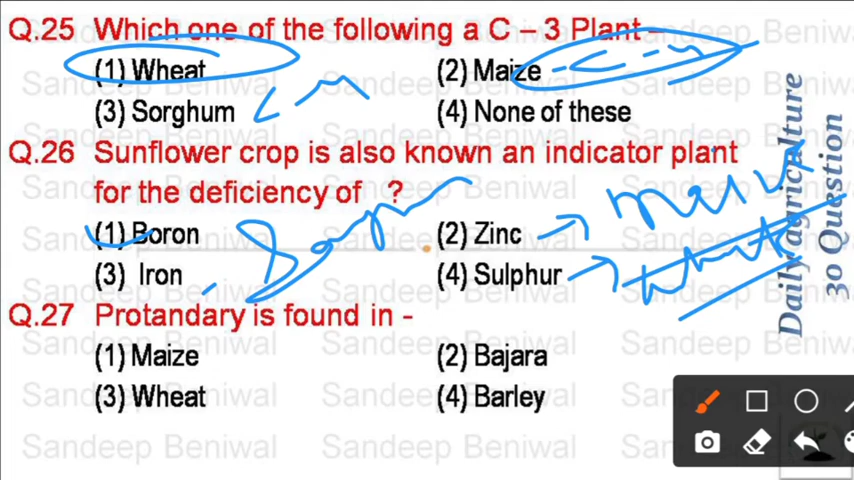 Q.25 Which one of the following a C – 3 Plant -
(1) Wheat (2) Maize - C - 4
(3) Sorghum C 4 (4) None of these
Q.26 Sunflower crop is also known an indicator plant
for the deficiency of ?
(1) Boron (2) Zinc
(3) Iron (4) Sulphur
Q.27 Protandary is found in -
(1) Maize (2) Bajara
(3) Wheat (4) Barley
Daily agriculture
30 Question
Sandeep Beniwal